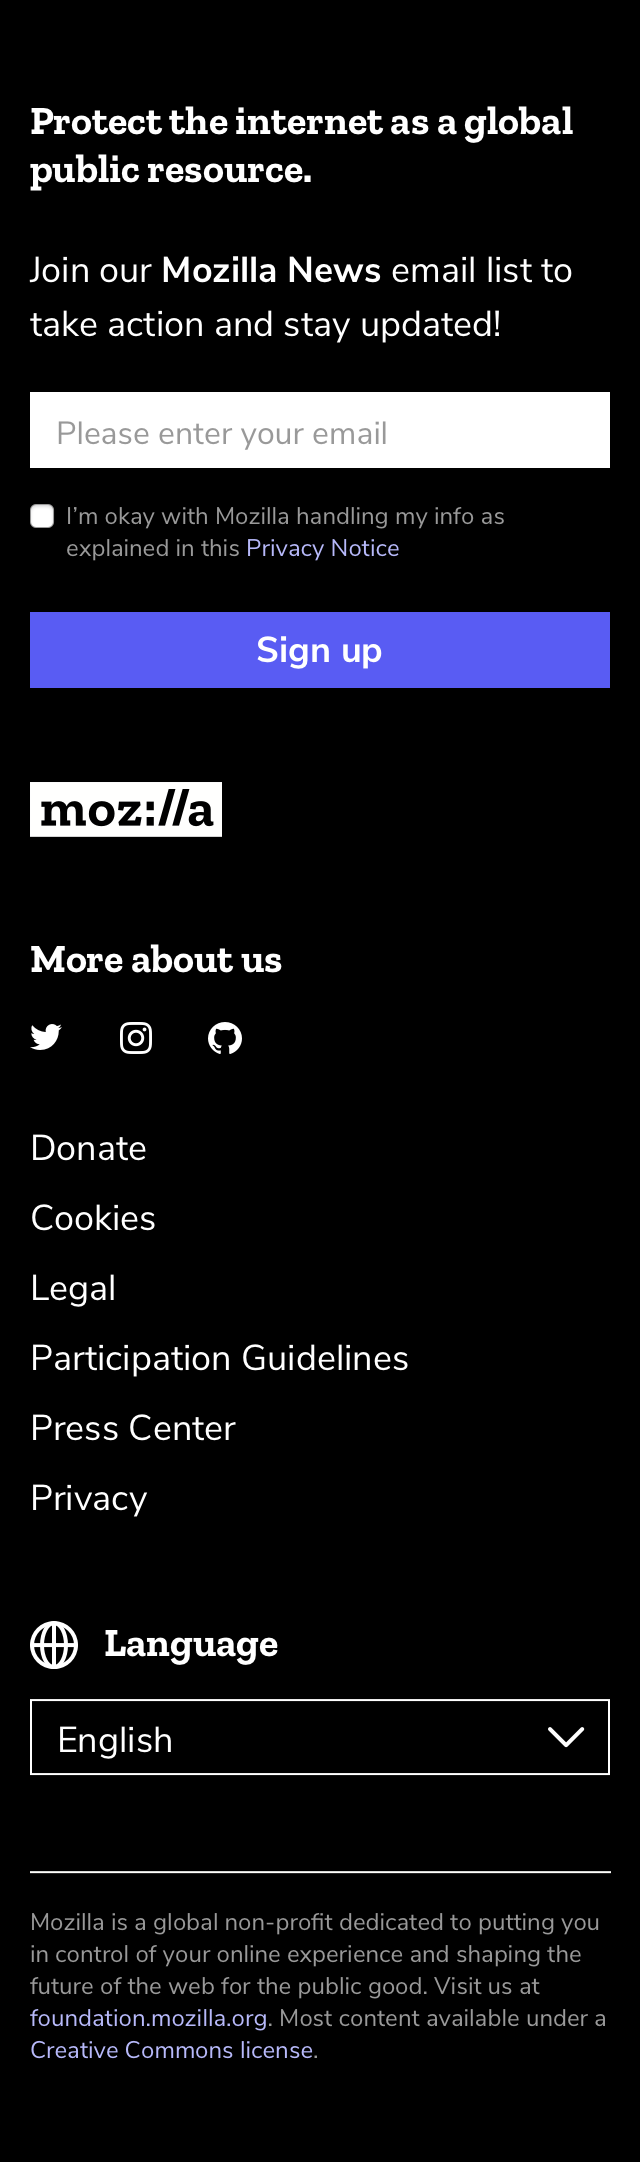 Protect the internet as a global
public resource.
Join our Mozilla News email list to
take action and stay updated!
Please enter your email
I’m okay with Mozilla handling my info as
explained in this Privacy Notice
Sign up
moz://a
More about us
Donate
Cookies
Legal
Participation Guidelines
Press Center
Privacy
Language
English
Mozilla is a global non-profit dedicated to putting you
in control of your online experience and shaping the
future of the web for the public good. Visit us at
foundation.mozilla.org. Most content available under a
Creative Commons license.